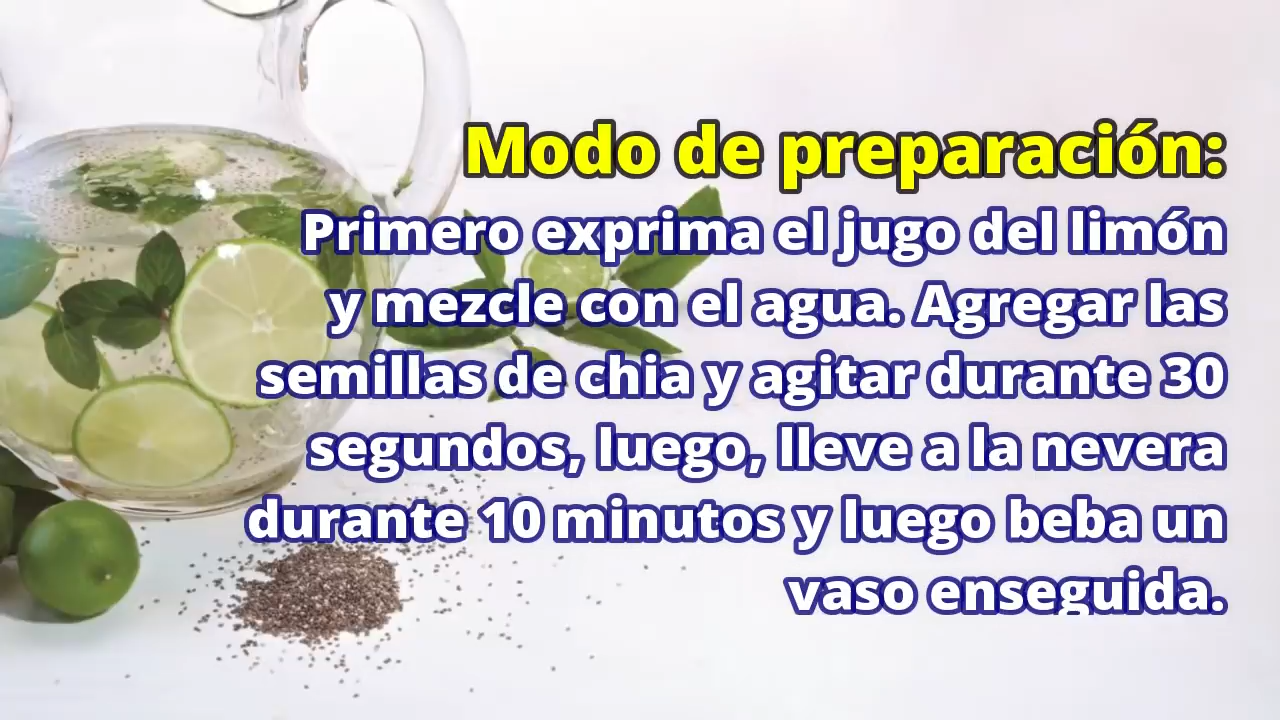 Modo de preparación:
Primero exprima el jugo del limón
y mezcle con el agua. Agregar las
semillas de chia y agitar durante 30
segundos, luego, lleve a la nevera
durante 10 minutos y luego beba un
vaso enseguida.